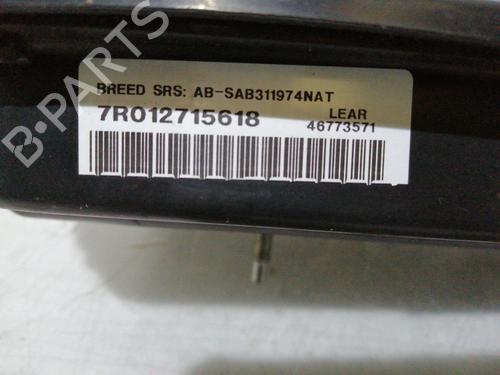 BREED SRS: AB-SAB311974NAT
7R012715618
LEAR
46773571
B-PARTS